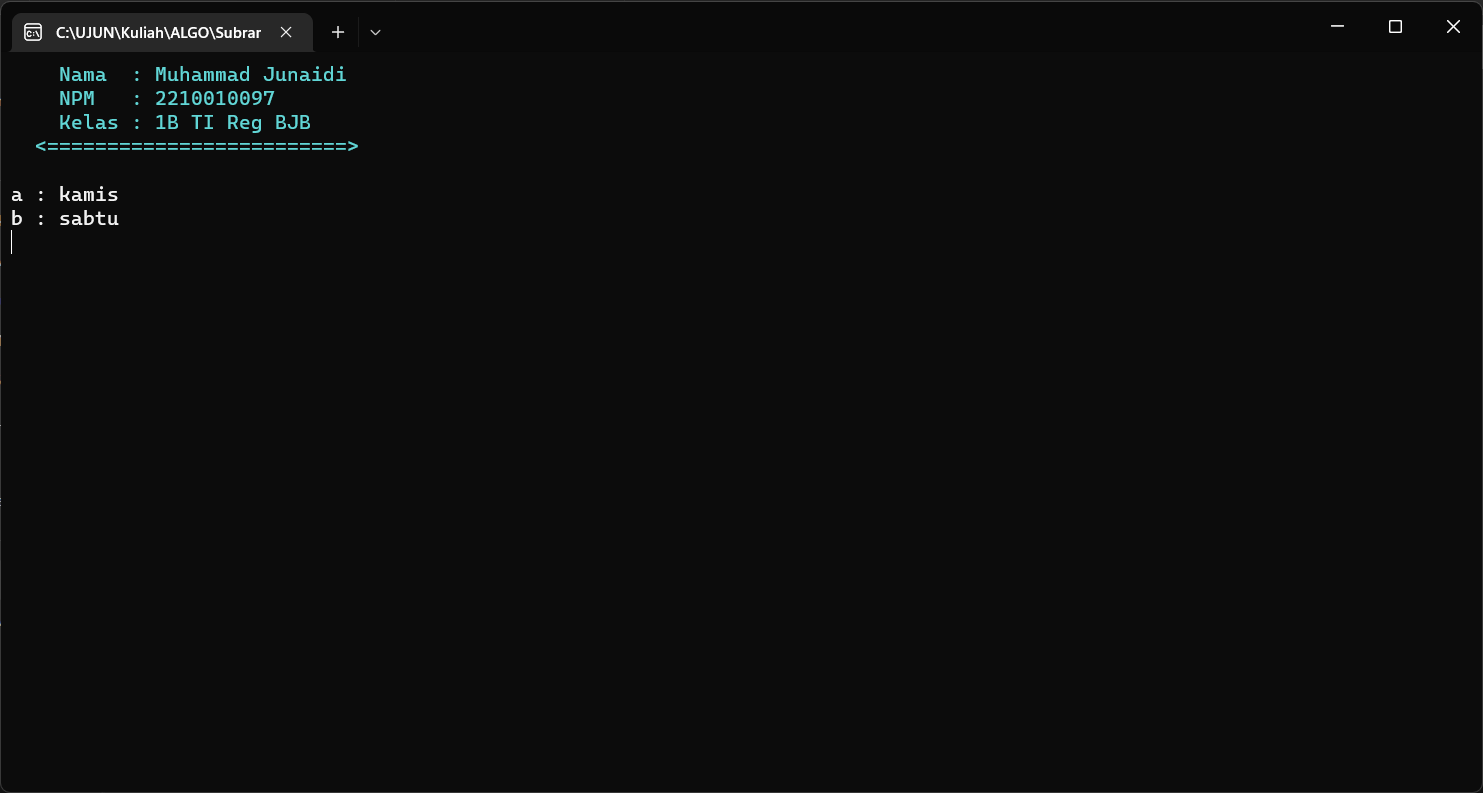 C:\UJUN\Kuliah\ALGO\Subrar
Nama  : Muhammad Junaidi
NPM   : 2210010097
Kelas : 1B TI Reg BJB
<=========================>
a : kamis
b : sabtu